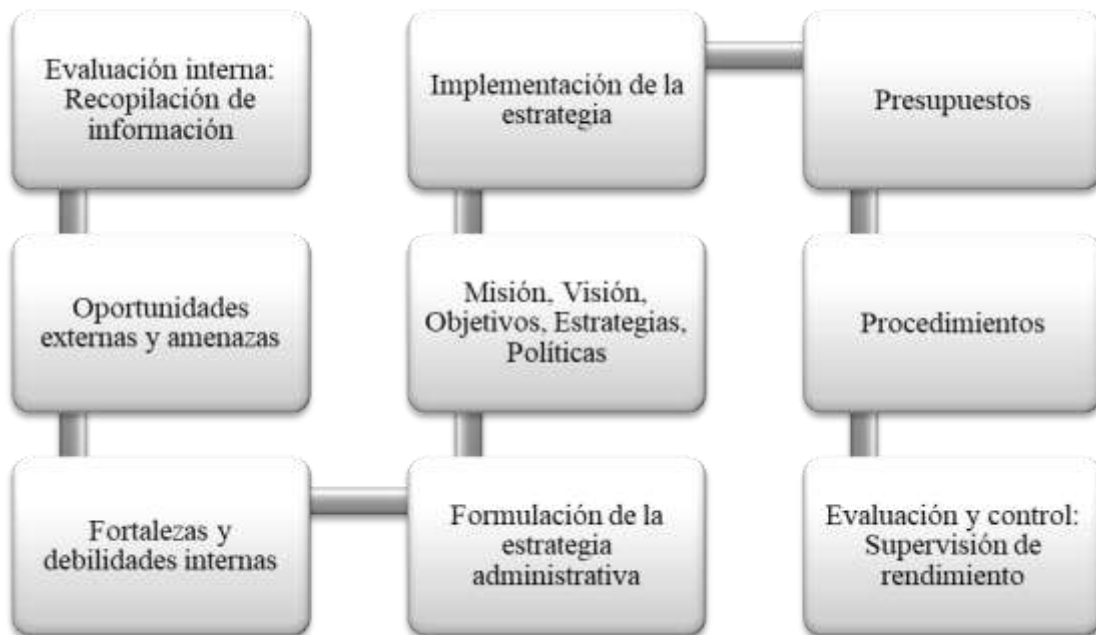 Evaluación interna:
Recopilación de
información
Oportunidades
externas y amenazas
Fortalezas y
debilidades internas
Formulación de la
estrategia
administrativa
Misión, Visión,
Objetivos, Estrategias,
Políticas
Implementación de la
estrategia
Presupuestos
Procedimientos
Evaluación y control:
Supervisión de
rendimiento